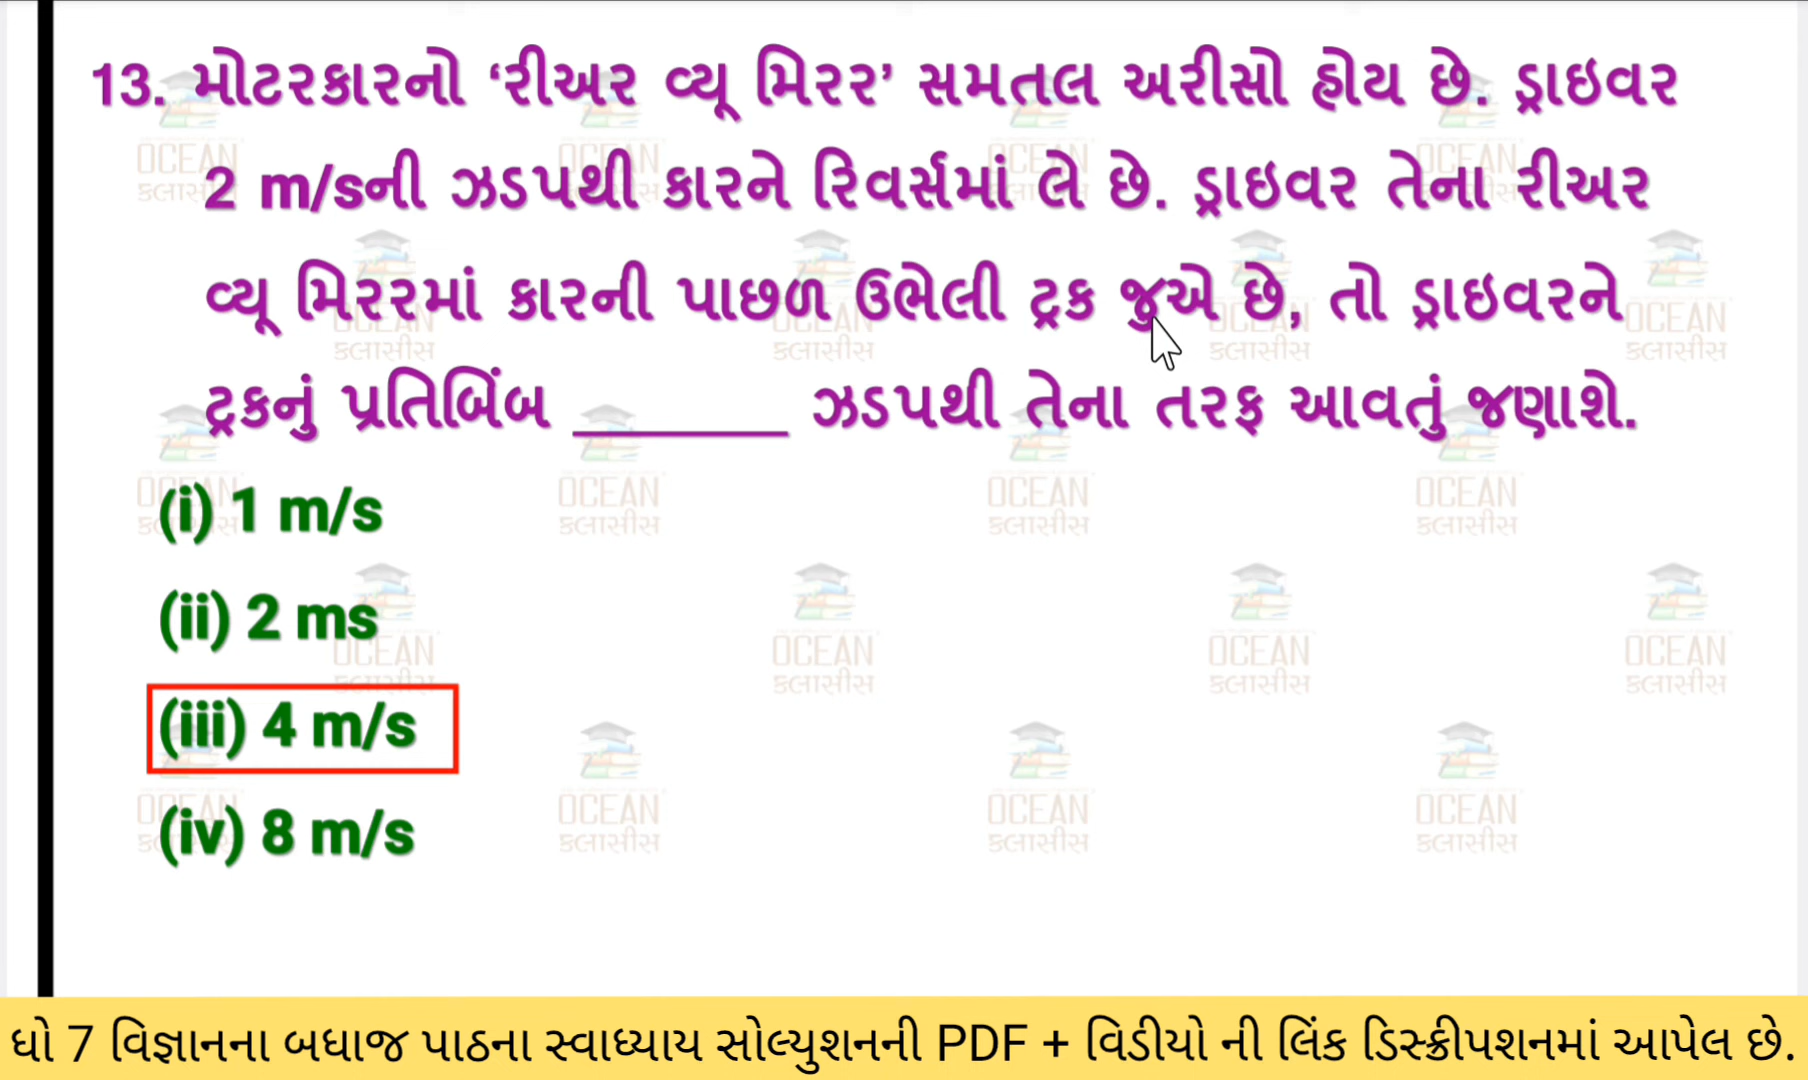 13. મોટરકારનો ‘રીઅર વ્યૂ મિરર’ સમતલ અરીસો હોય છે. ડ્રાઇવર
2 m/sની ઝડપથી કારને રિવર્સમાં લે છે. ડ્રાઇવર તેના રીઅર
વ્યૂ મિરરમાં કારની પાછળ ઉભેલી ટ્રક જુએ છે, તો ડ્રાઇવરને
ટ્રકનું પ્રતિબિંબ ________ ઝડપથી તેના તરફ આવતું જણાશે.
(i) 1 m/s
(ii) 2 ms
(iii) 4 m/s
(iv) 8 m/s
ધો 7 વિજ્ઞાનના બધાજ પાઠના સ્વાધ્યાય સોલ્યુશનની PDF + વિડીયો ની લિંક ડિસ્ક્રીપશનમાં આપેલ છે.